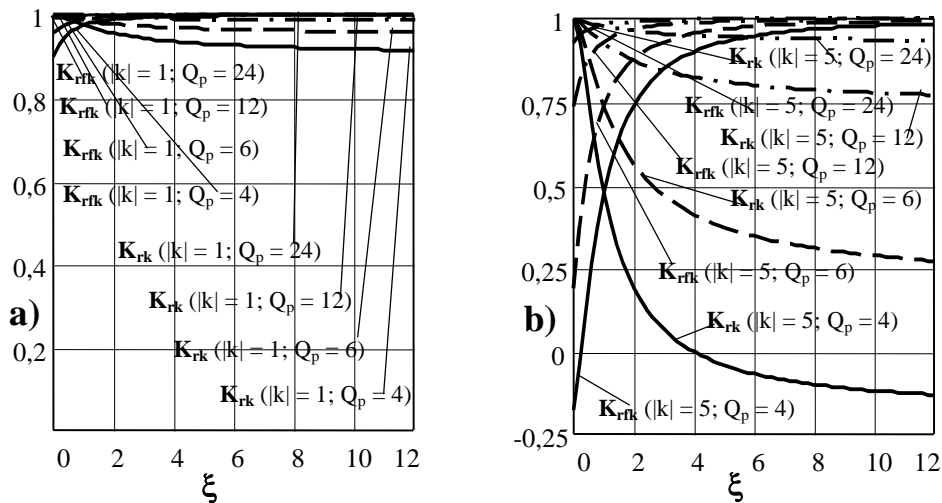 1
K_rfk (|k| = 1; Q_p = 24)
0,8
K_rfk (|k| = 1; Q_p = 12)
K_rfk (|k| = 1; Q_p = 6)
0,6
K_rfk (|k| = 1; Q_p = 4)
K_rk (|k| = 1; Q_p = 24)
0,4
a)
K_rk (|k| = 1; Q_p = 12)
0,2
K_rk (|k| = 1; Q_p = 6)
K_rk (|k| = 1; Q_p = 4)
0 2 4 6 8 10 12
ξ
1
K_rk (|k| = 5; Q_p = 24)
0,75
K_rfk (|k| = 5; Q_p = 24)
K_rk (|k| = 5; Q_p = 12)
K_rfk (|k| = 5; Q_p = 12)
0,5
K_rk (|k| = 5; Q_p = 6)
0,25
K_rfk (|k| = 5; Q_p = 6)
b)
K_rk (|k| = 5; Q_p = 4)
0
K_rfk (|k| = 5; Q_p = 4)
-0,25
0 2 4 6 8 10 12
ξ